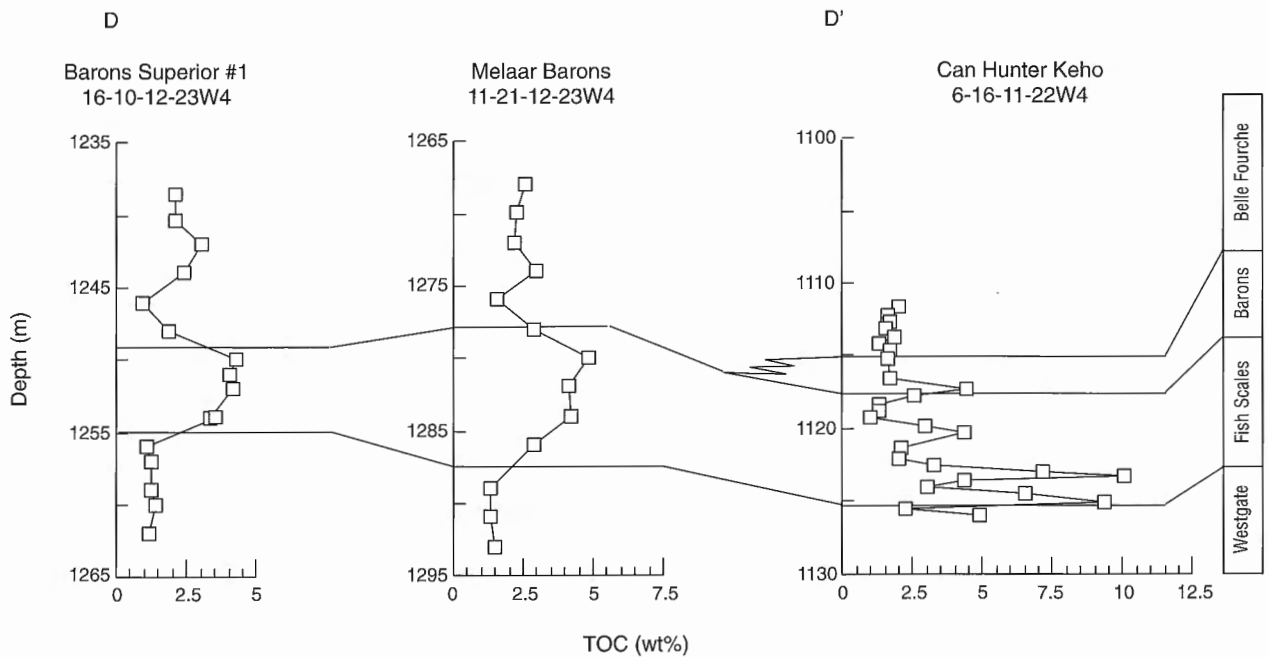 D
D'
Barons Superior #1
16-10-12-23W4
Melaar Barons
11-21-12-23W4
Can Hunter Keho
6-16-11-22W4
Depth (m)
1235
1245
1255
1265
0
2.5
5
1265
1275
1285
1295
0
2.5
5
7.5
1100
1110
1120
1130
0
2.5
5
7.5
10
12.5
Belle Fourche
Barons
Fish Scales
Westgate
TOC (wt%)